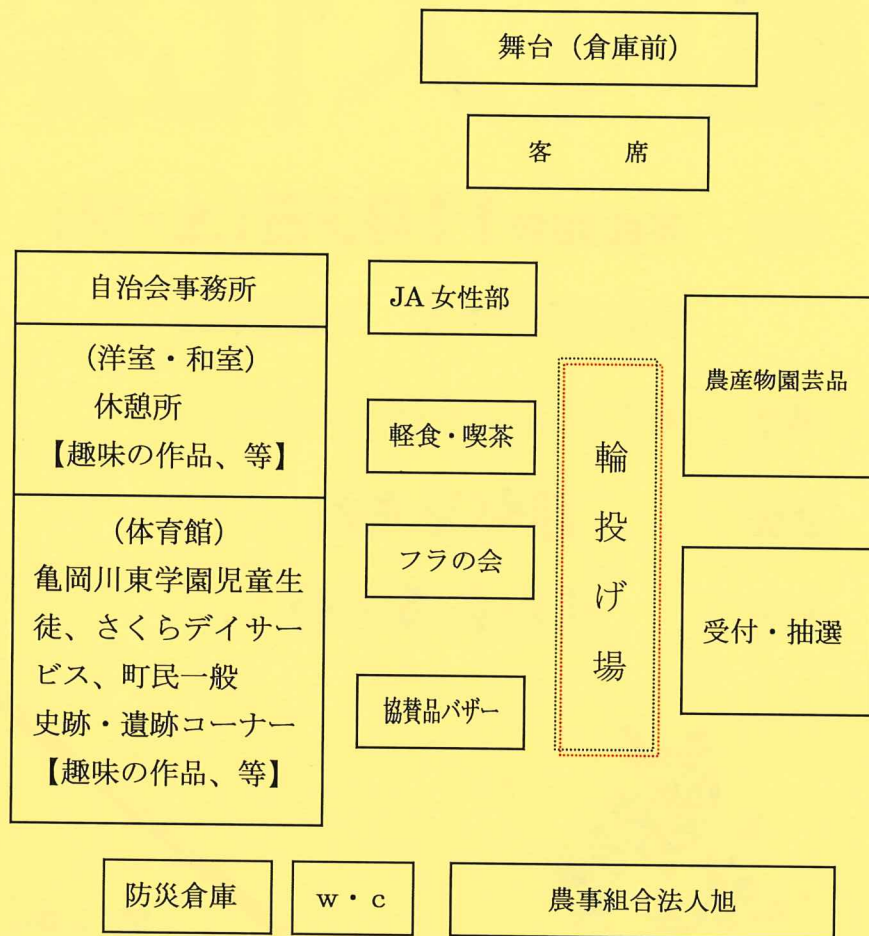 舞台（倉庫前）
客　　席
自治会事務所
（洋室・和室）
休憩所
【趣味の作品、等】
（体育館）
亀岡川東学園児童生
徒、さくらデイサー
ビス、町民一般
史跡・遺跡コーナー
【趣味の作品、等】
JA 女性部
軽食・喫茶
フラの会
協賛品バザー
輪投げ場
農産物園芸品
受付・抽選
防災倉庫
w・c
農事組合法人旭